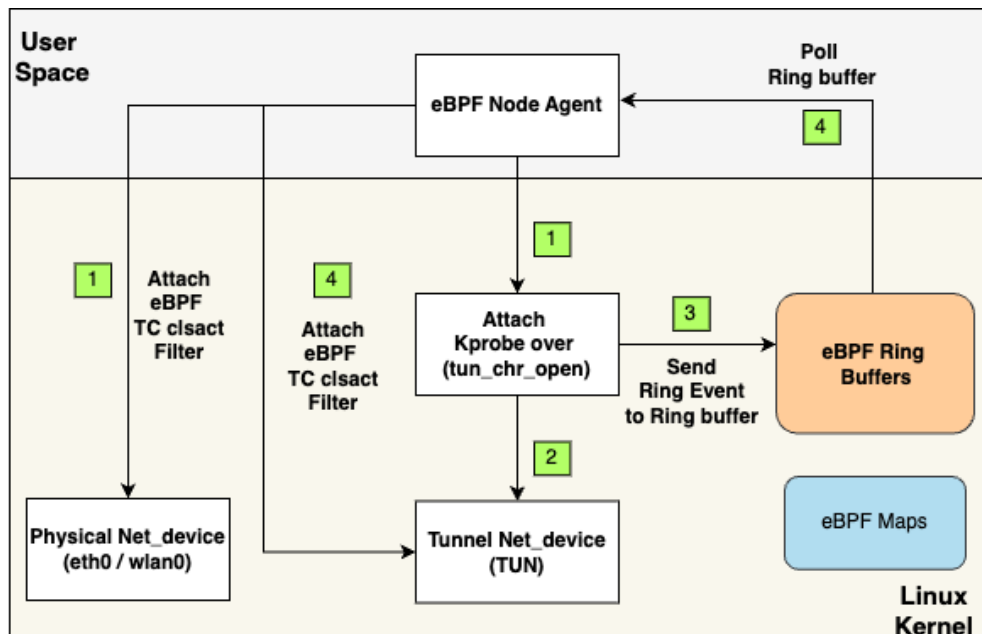 User
Space
eBPF Node Agent
Poll
Ring buffer
4
1
Attach
eBPF
TC clsact
Filter
4
Attach
eBPF
TC clsact
Filter
1
Attach
Kprobe over
(tun_chr_open)
3
Send
Ring Event
to Ring buffer
eBPF Ring
Buffers
2
Physical Net_device
(eth0 / wlan0)
Tunnel Net_device
(TUN)
eBPF Maps
Linux
Kernel